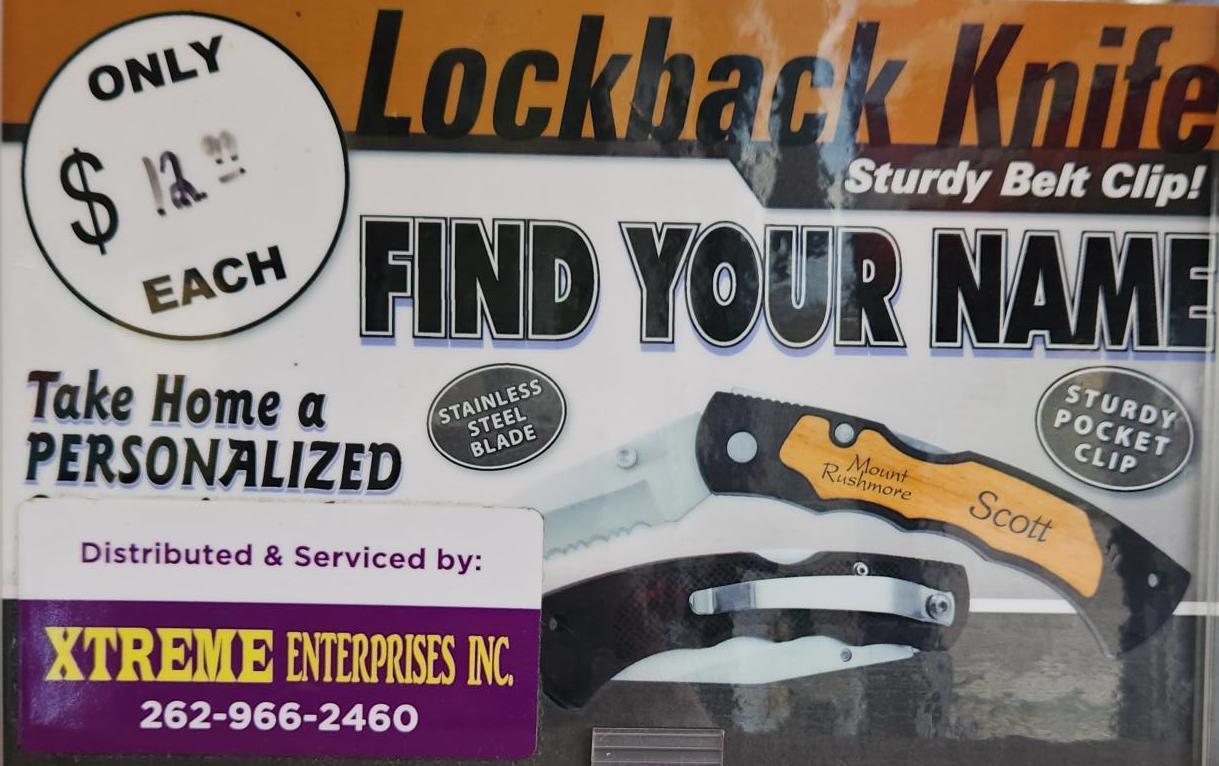 ONLY
$ 12.00
EACH
Lockback Knife
Sturdy Belt Clip!
FIND YOUR NAME
Take Home a
PERSONALIZED
STAINLESS
STEEL
BLADE
STURDY
POCKET
CLIP
Mount
Rushmore
Scott
Distributed & Serviced by:
XTREME ENTERPRISES INC.
262-966-2460